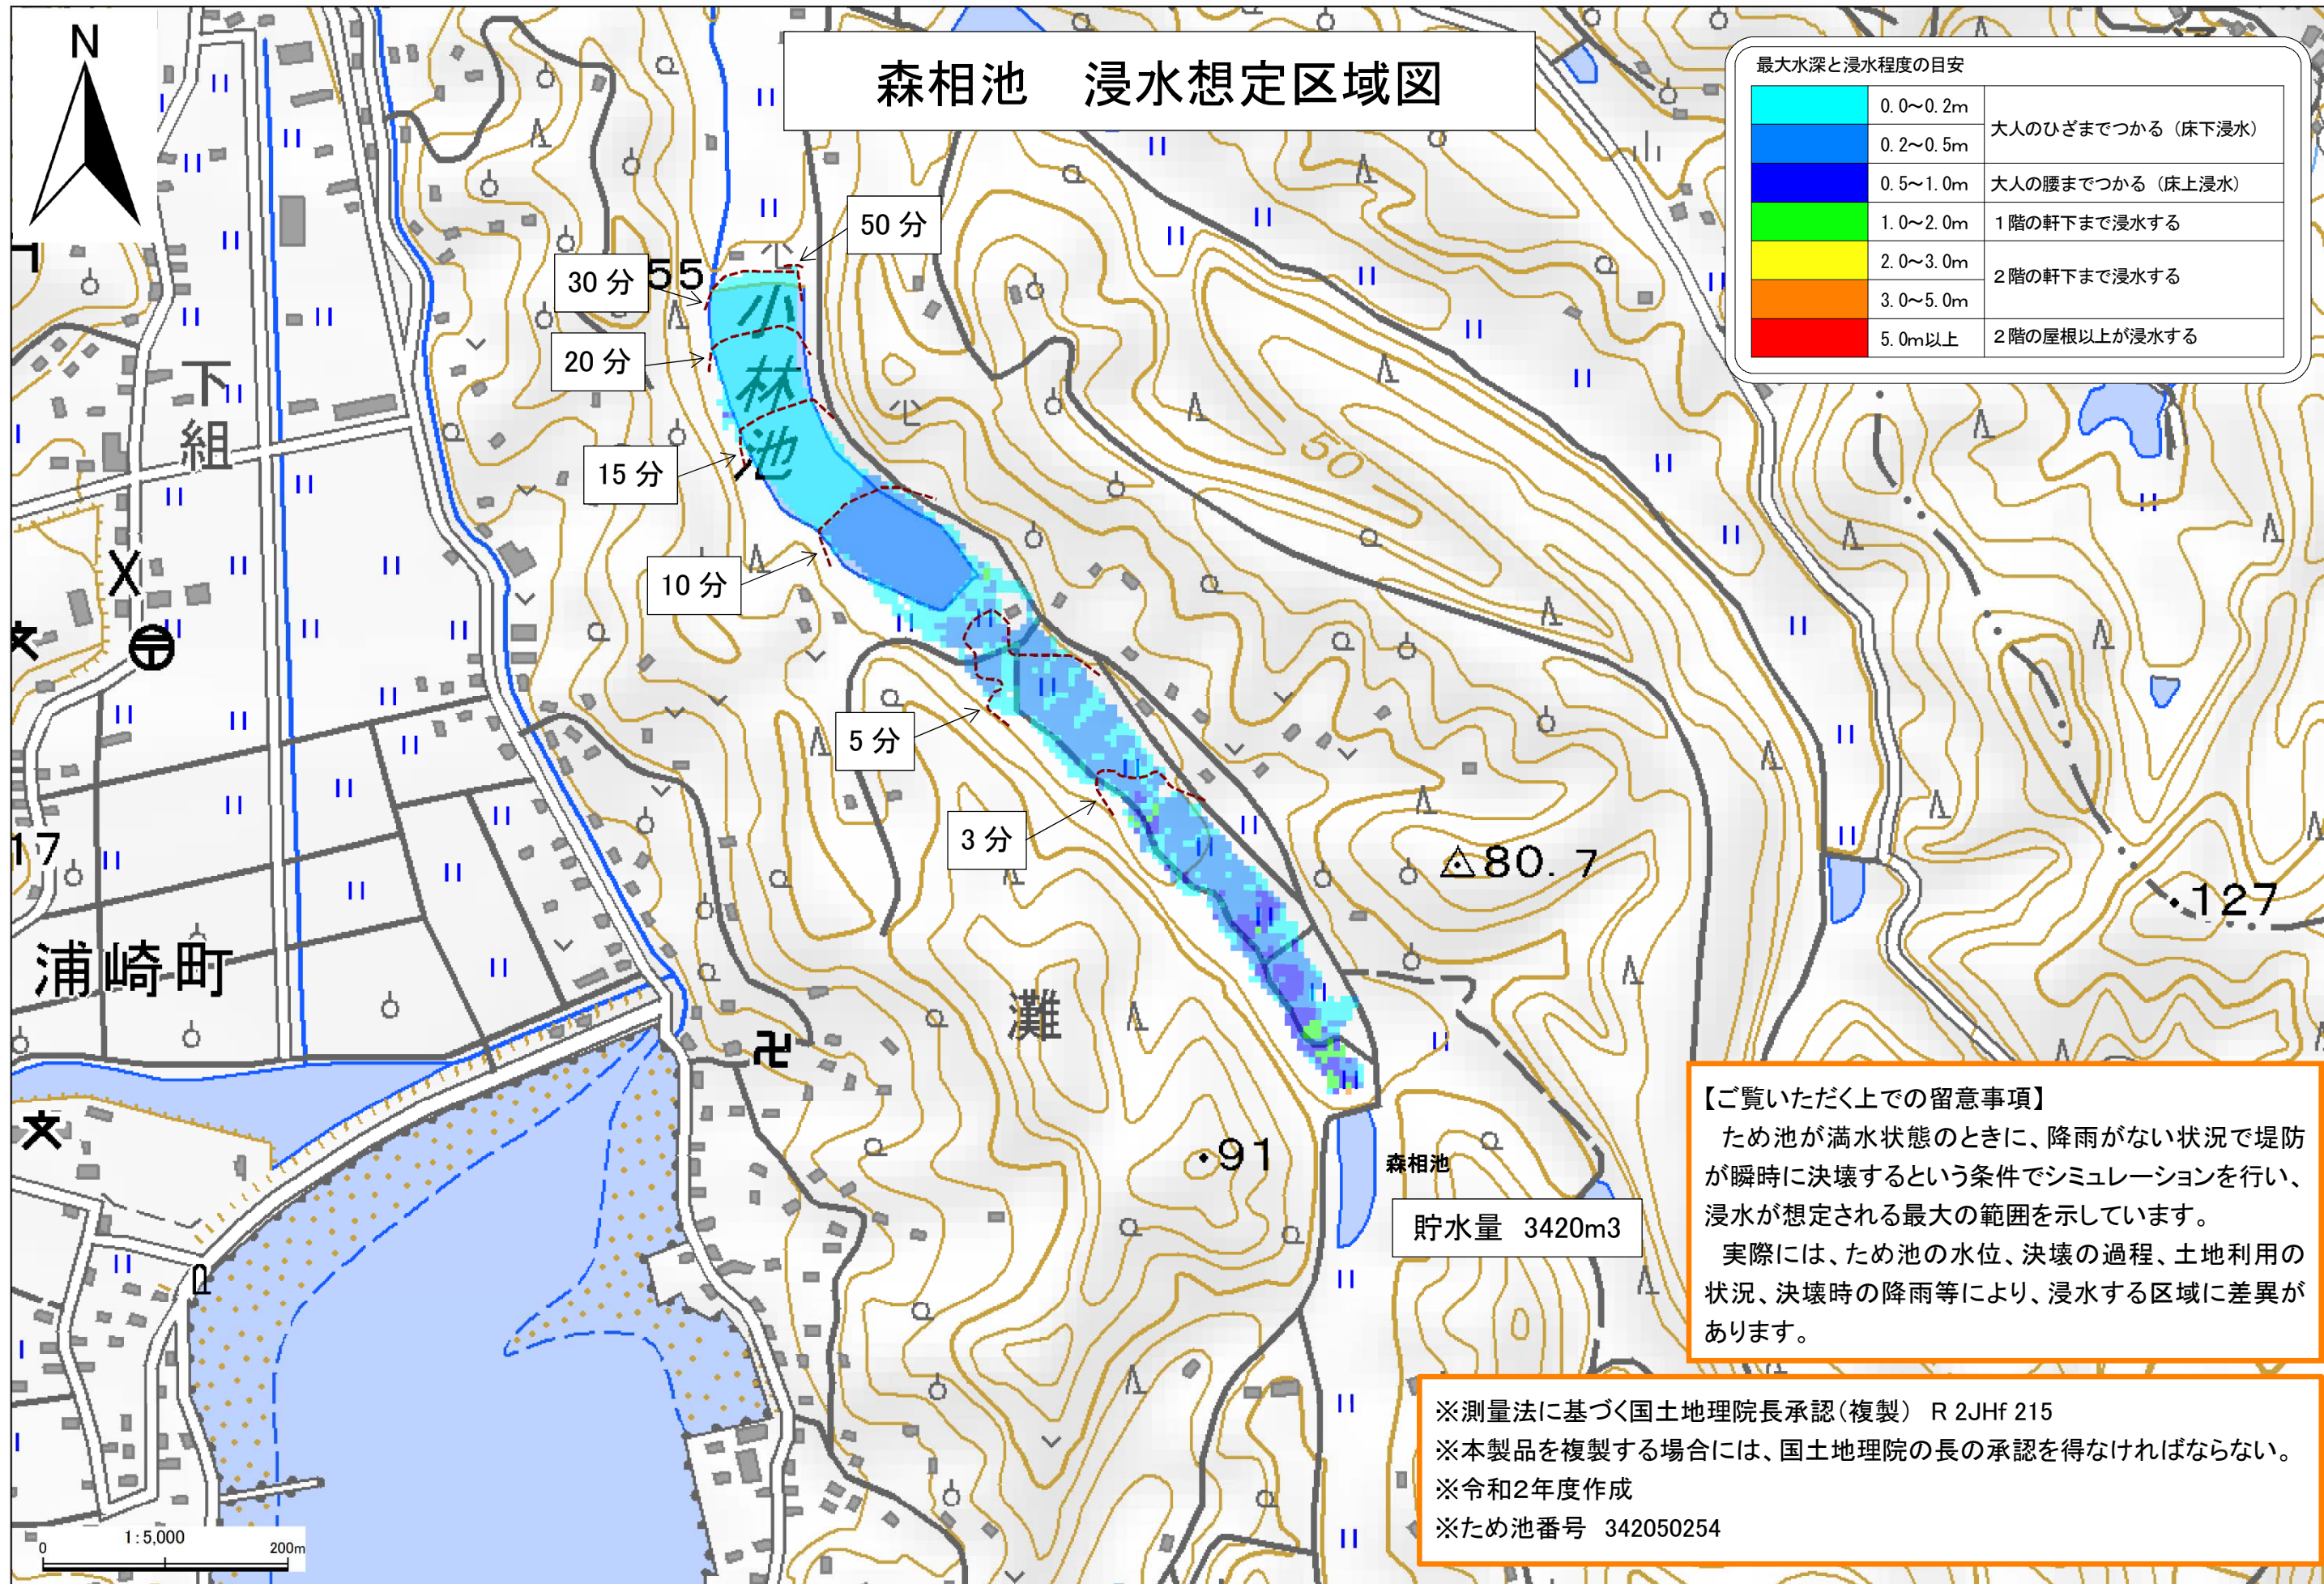 N
森相池　浸水想定区域図
最大水深と浸水程度の目安
0.0～0.2m
大人のひざまでつかる（床下浸水）
0.2～0.5m
0.5～1.0m　大人の腰までつかる（床上浸水）
1.0～2.0m　1階の軒下まで浸水する
2.0～3.0m
2階の軒下まで浸水する
3.0～5.0m
5.0m以上　2階の屋根以上が浸水する
50分
30分
55
20分
15分
10分
5分
3分
小林池
下組
50
80.7
127
17
浦崎町
灘
91
森相池
貯水量　3420m3
【ご覧いただく上での留意事項】
ため池が満水状態のときに、降雨がない状況で堤防
が瞬時に決壊するという条件でシミュレーションを行い、
浸水が想定される最大の範囲を示しています。
実際には、ため池の水位、決壊の過程、土地利用の
状況、決壊時の降雨等により、浸水する区域に差異が
あります。
※測量法に基づく国土地理院長承認（複製） R 2JHf 215
※本製品を複製する場合には、国土地理院の長の承認を得なければならない。
※令和2年度作成
※ため池番号 342050254
1:5,000
0　200m